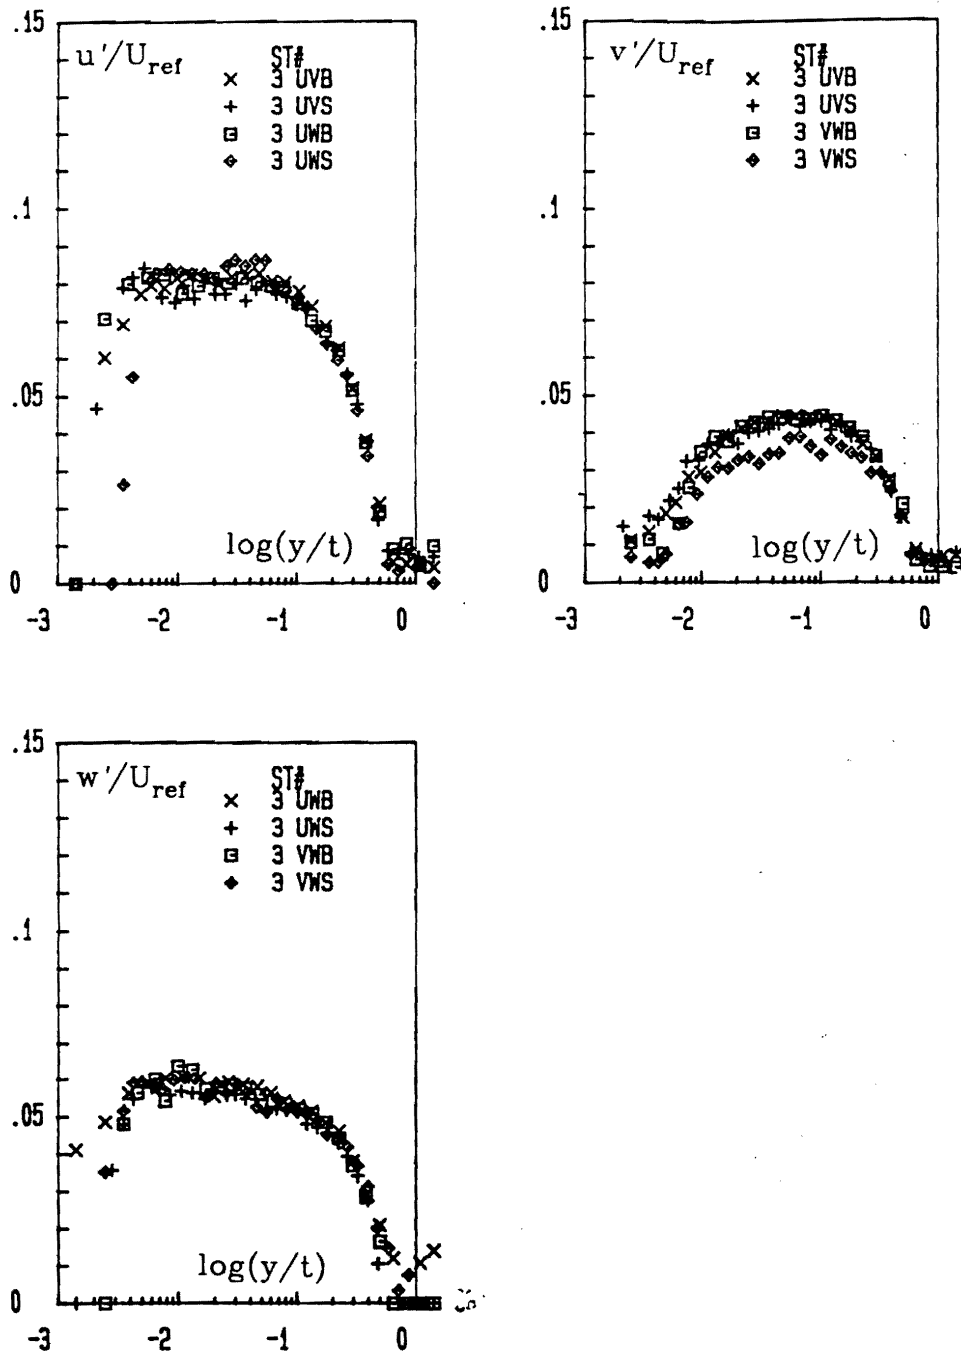 .15
u'/U_ref
ST#
3 UVB
3 UVS
3 UWB
3 UWS
.1
.05
log(y/t)
0
-3
-2
-1
0
.15
v'/U_ref
ST#
3 UVB
3 UVS
3 VWB
3 VWS
.1
.05
log(y/t)
0
-3
-2
-1
0
.15
w'/U_ref
ST#
3 UWB
3 UWS
3 VWB
3 VWS
.1
.05
log(y/t)
0
-3
-2
-1
0